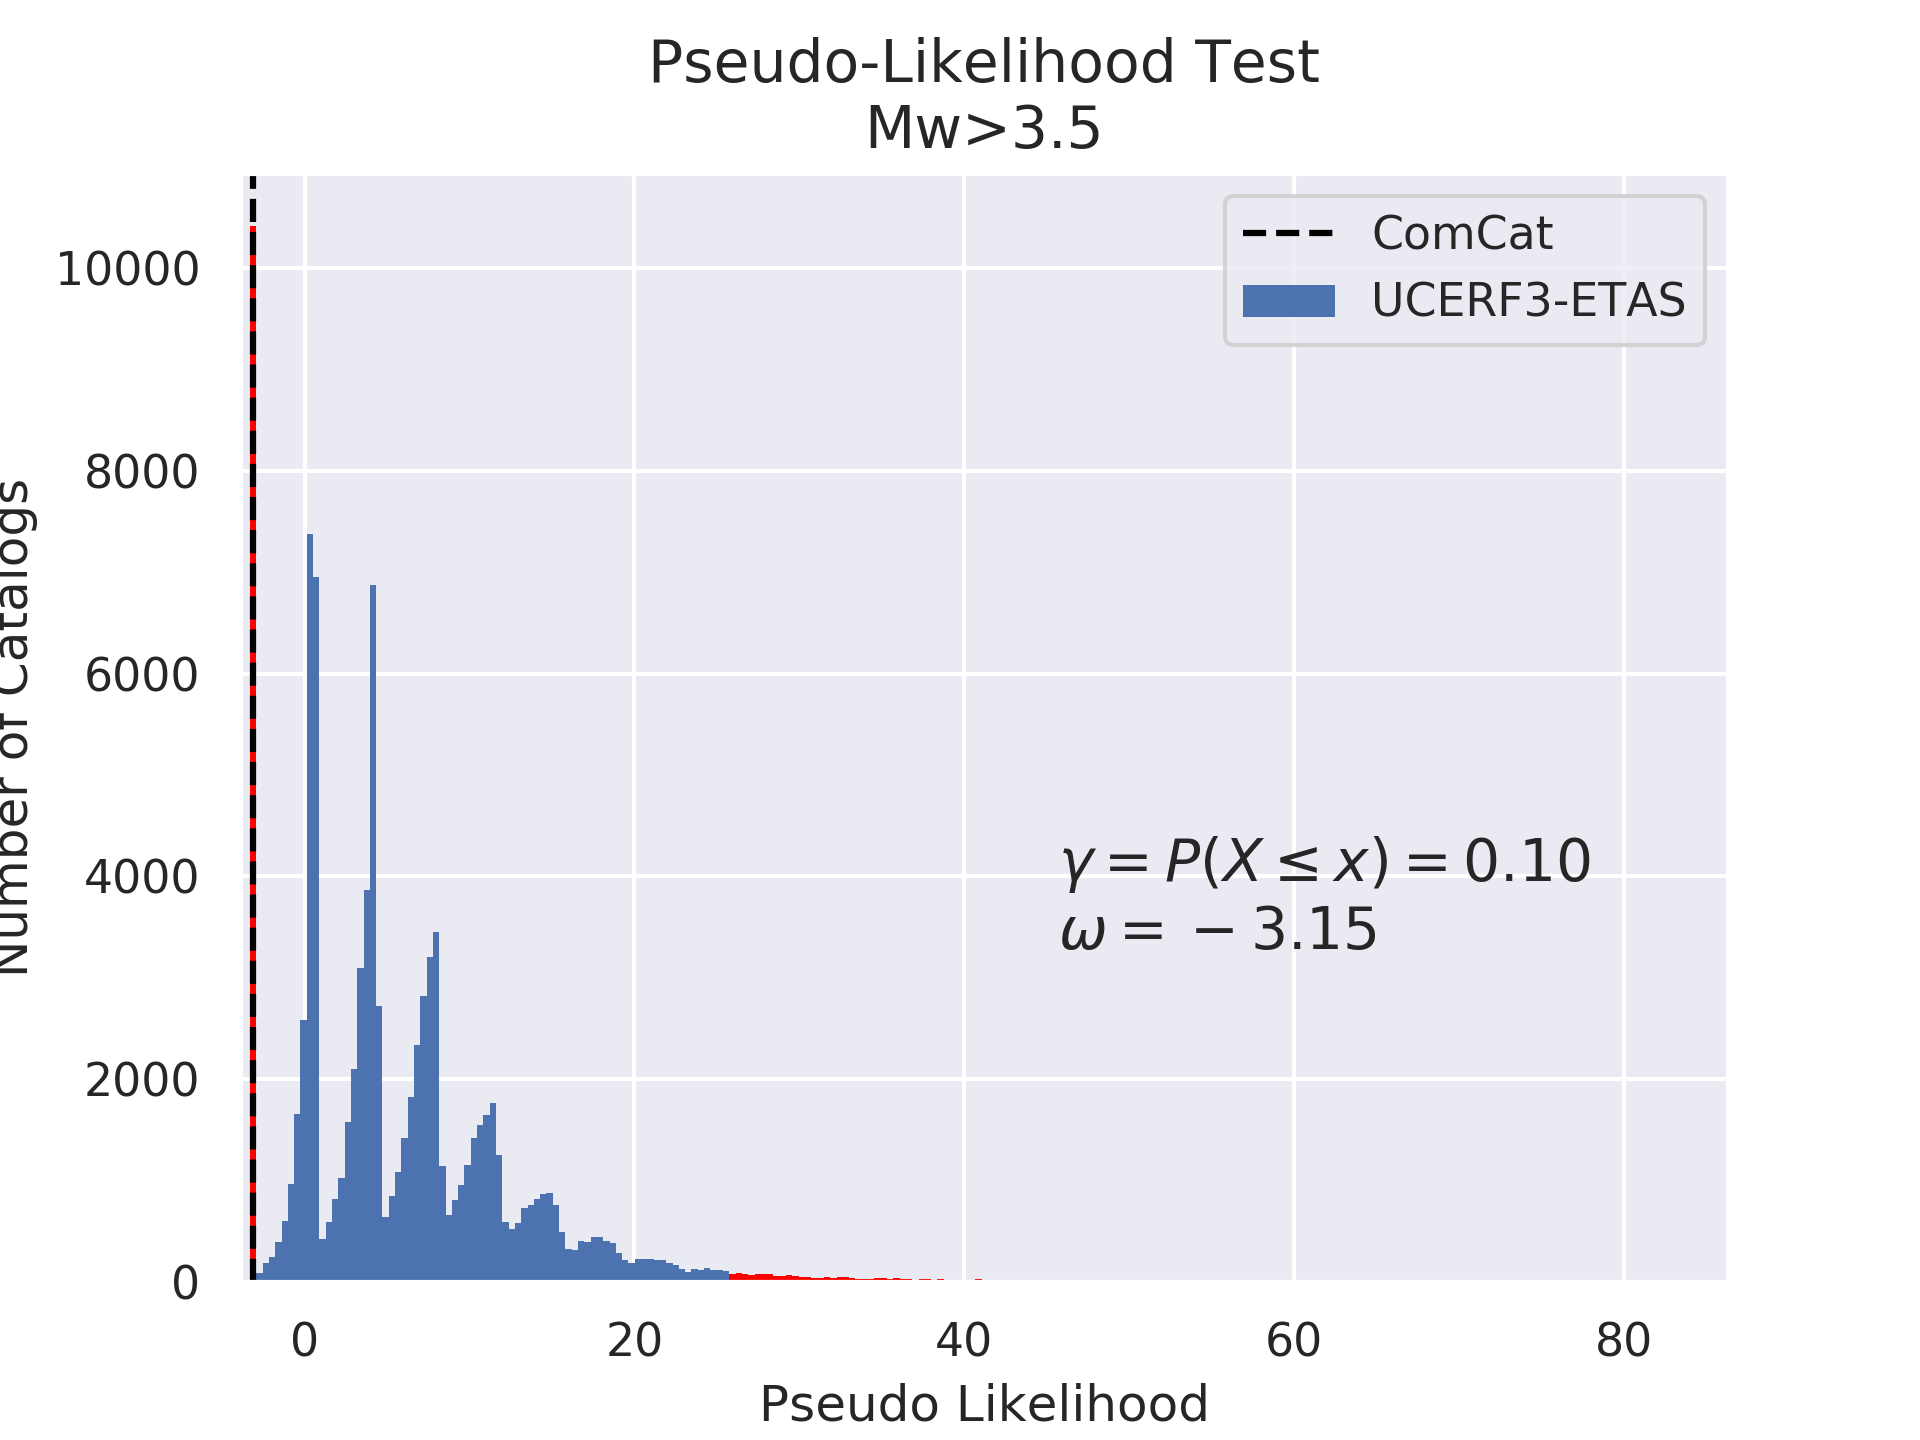 Pseudo-Likelihood Test
Mw>3.5
ComCat
UCERF3-ETAS
10000
8000
6000
4000
2000
0
Number of Catalogs
γ = P(X ≤ x) = 0.10
ω = − 3.15
0 20 40 60 80
Pseudo Likelihood